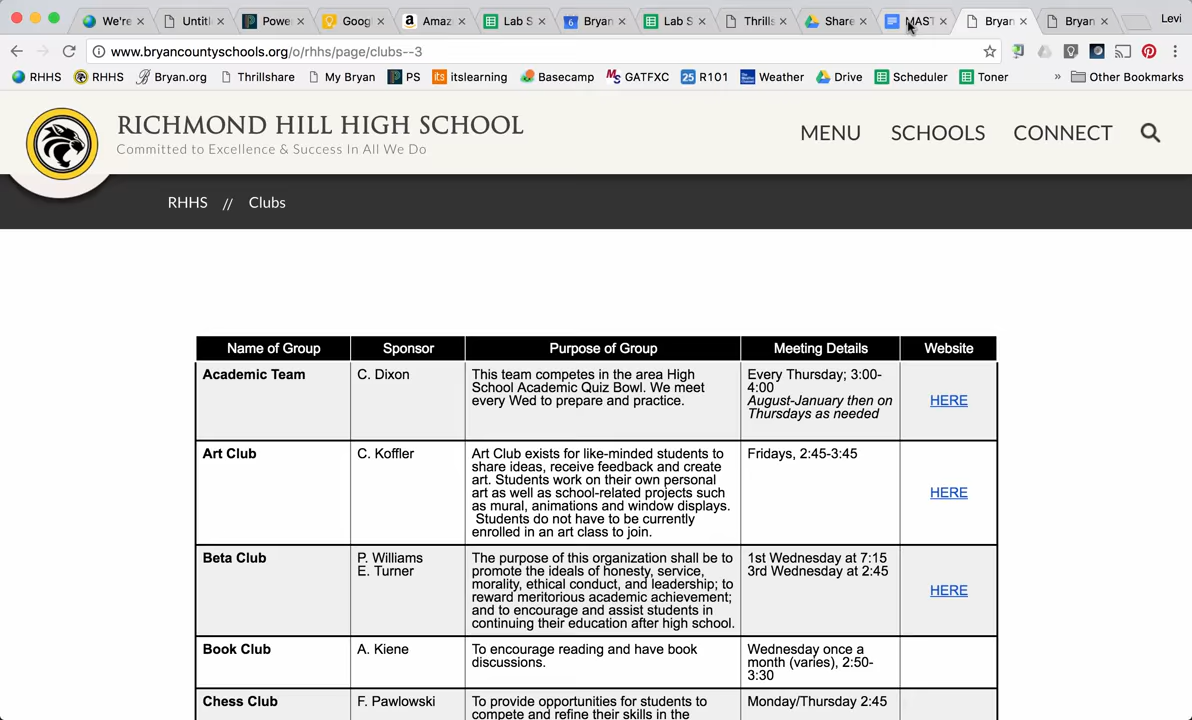 We're
Untitl
Powe
Goog
Amaz
Lab S
Bryan
Lab S
Thrills
Share
MAST
Bryan
Bryan
Levi
www.bryancountyschools.org/o/rhhs/page/clubs--3
RHHS
RHHS
Bryan.org
Thrillshare
My Bryan
PS
itslearning
Basecamp
GATFXC
R101
Weather
Drive
Scheduler
Toner
»
Other Bookmarks
RICHMOND HILL HIGH SCHOOL
Committed to Excellence & Success In All We Do
MENU
SCHOOLS
CONNECT
RHHS // Clubs
Name of Group
Sponsor
Purpose of Group
Meeting Details
Website
Academic Team
C. Dixon
This team competes in the area High
School Academic Quiz Bowl. We meet
every Wed to prepare and practice.
Every Thursday; 3:00-
4:00
August-January then on
Thursdays as needed
HERE
Art Club
C. Koffler
Art Club exists for like-minded students to
share ideas, receive feedback and create
art. Students work on their own personal
art as well as school-related projects such
as mural, animations and window displays.
Students do not have to be currently
enrolled in an art class to join.
Fridays, 2:45-3:45
HERE
Beta Club
P. Williams
E. Turner
The purpose of this organization shall be to
promote the ideals of honesty, service,
morality, ethical conduct, and leadership; to
reward meritorious academic achievement;
and to encourage and assist students in
continuing their education after high school.
1st Wednesday at 7:15
3rd Wednesday at 2:45
HERE
Book Club
A. Kiene
To encourage reading and have book
discussions.
Wednesday once a
month (varies), 2:50-
3:30
Chess Club
F. Pawlowski
To provide opportunities for students to
compete and refine their skills in the
Monday/Thursday 2:45